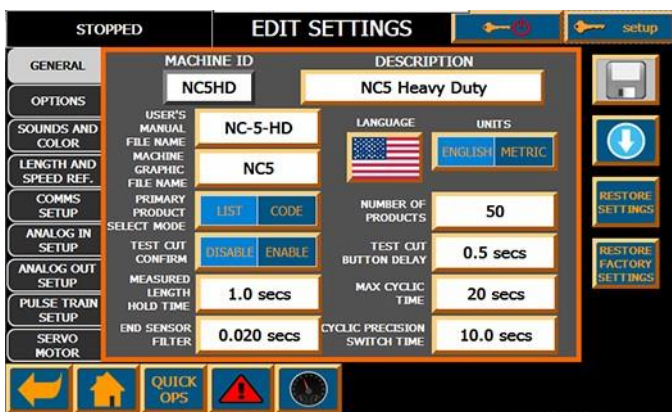 STOPPED
EDIT SETTINGS
setup
GENERAL
OPTIONS
SOUNDS AND
COLOR
LENGTH AND
SPEED REF.
COMMS
SETUP
ANALOG IN
SETUP
ANALOG OUT
SETUP
PULSE TRAIN
SETUP
SERVO
MOTOR
MACHINE ID
NC5HD
DESCRIPTION
NC5 Heavy Duty
USER'S
MANUAL
FILE NAME
NC-5-HD
LANGUAGE
UNITS
ENGLISH METRIC
MACHINE
GRAPHIC
FILE NAME
NC5
PRIMARY
PRODUCT
SELECT MODE
LIST CODE
NUMBER OF
PRODUCTS
50
TEST CUT
CONFIRM
DISABLE ENABLE
TEST CUT
BUTTON DELAY
0.5 secs
MEASURED
LENGTH
HOLD TIME
1.0 secs
MAX CYCLIC
TIME
20 secs
END SENSOR
FILTER
0.020 secs
CYCLIC PRECISION
SWITCH TIME
10.0 secs
RESTORE
SETTINGS
RESTORE
FACTORY
SETTINGS
QUICK
OPS